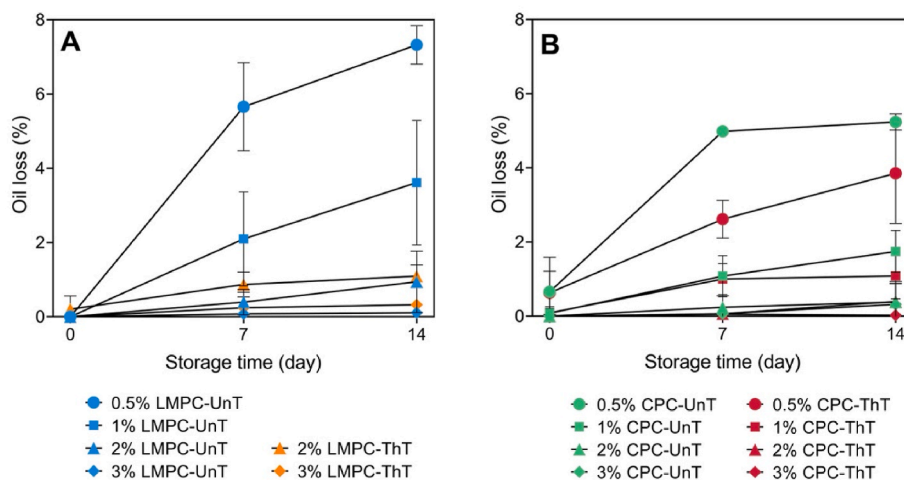 A
Oil loss (%)
8
6
4
2
0
0 7 14
Storage time (day)
0.5% LMPC-UnT
1% LMPC-UnT
2% LMPC-UnT 2% LMPC-ThT
3% LMPC-UnT 3% LMPC-ThT
B
Oil loss (%)
8
6
4
2
0
0 7 14
Storage time (day)
0.5% CPC-UnT 0.5% CPC-ThT
1% CPC-UnT 1% CPC-ThT
2% CPC-UnT 2% CPC-ThT
3% CPC-UnT 3% CPC-ThT